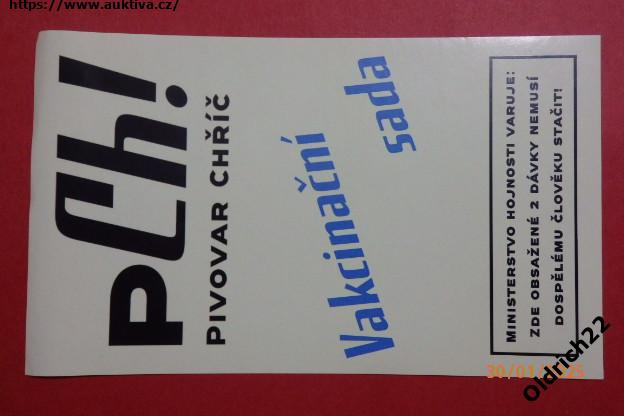 https://www.auktiva.cz/
PCh!
PIVOVAR CHŘÍČ
Vakcinační
sada
MINISTERSTVO HOJNOSTI VARUJE:
ZDE OBSAŽENÉ 2 DÁVKY NEMUSÍ
DOSPĚLÉMU ČLOVĚKU STAČIT!
30/01/2025
Oldrich22